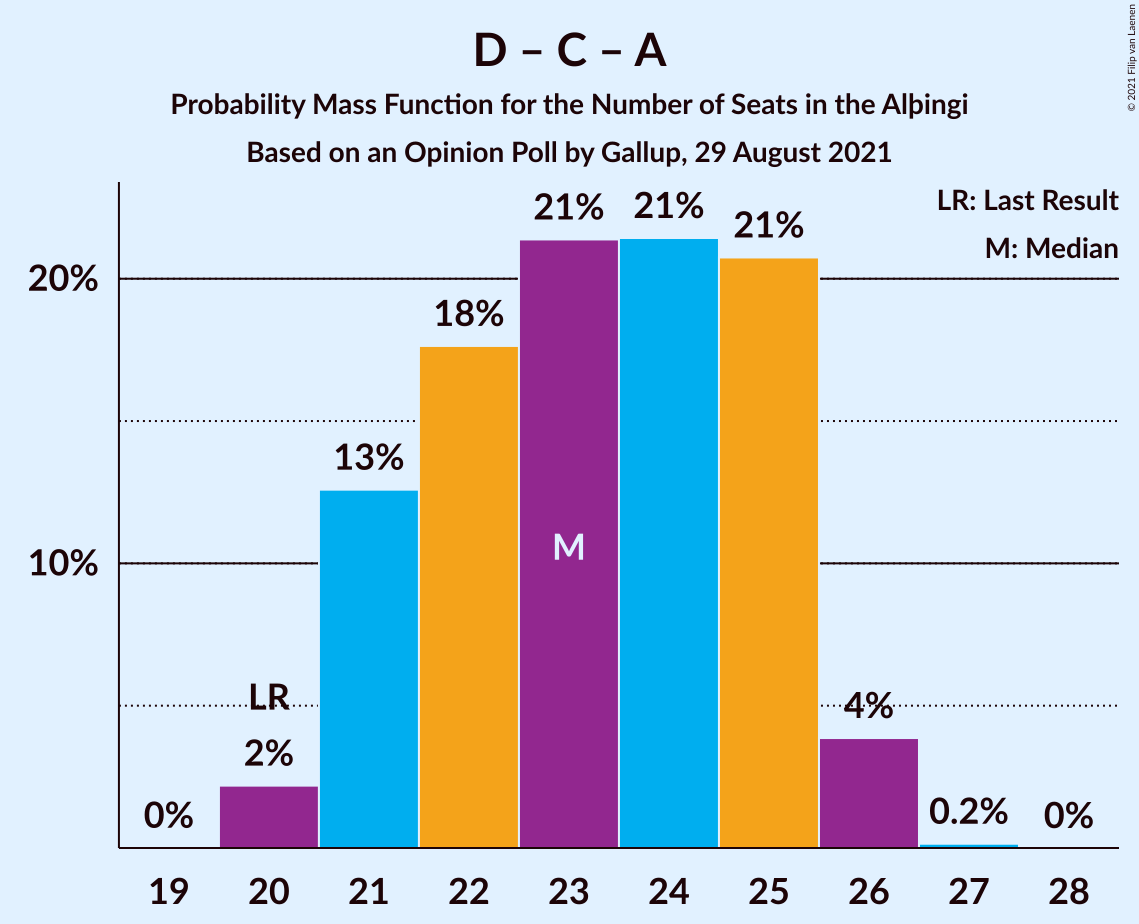 D – C – A
Probability Mass Function for the Number of Seats in the Alþingi
Based on an Opinion Poll by Gallup, 29 August 2021
© 2021 Filip van Laenen
LR: Last Result
M: Median
20%
10%
0%
LR
2%
13%
18%
21%
M
21%
21%
4%
0.2%
0%
19 20 21 22 23 24 25 26 27 28